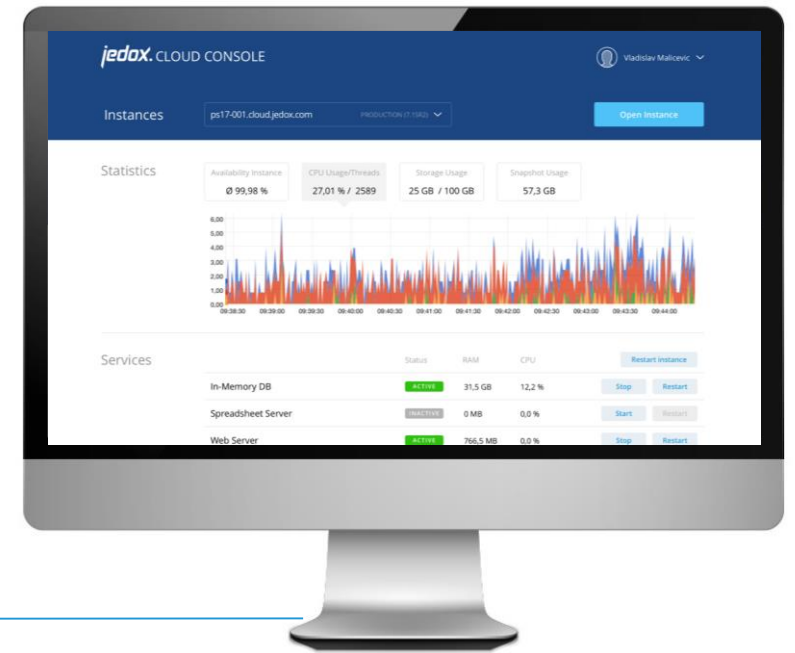 jedox. CLOUD CONSOLE
Vladislav Malicevic
Instances
ps17-001.cloud.jedox.com
PRODUCTION (7.1SR2)
Open Instance
Statistics
Availability Instance
Ø 99,98 %
CPU Usage/Threads
27,01 % / 2589
Storage Usage
25 GB / 100 GB
Snapshot Usage
57,3 GB
6,00
5,00
4,00
3,00
2,00
1,00
0,00
09:38:30 09:39:00 09:39:30 09:40:00 09:40:30 09:41:00 09:41:30 09:42:00 09:42:30 09:43:00 09:43:30 09:44:00
Services Status RAM CPU Restart instance
In-Memory DB ACTIVE 31,5 GB 12,2 % Stop Restart
Spreadsheet Server INACTIVE 0 MB 0,0 % Start Restart
Web Server ACTIVE 766,5 MB 0,0 % Stop Restart